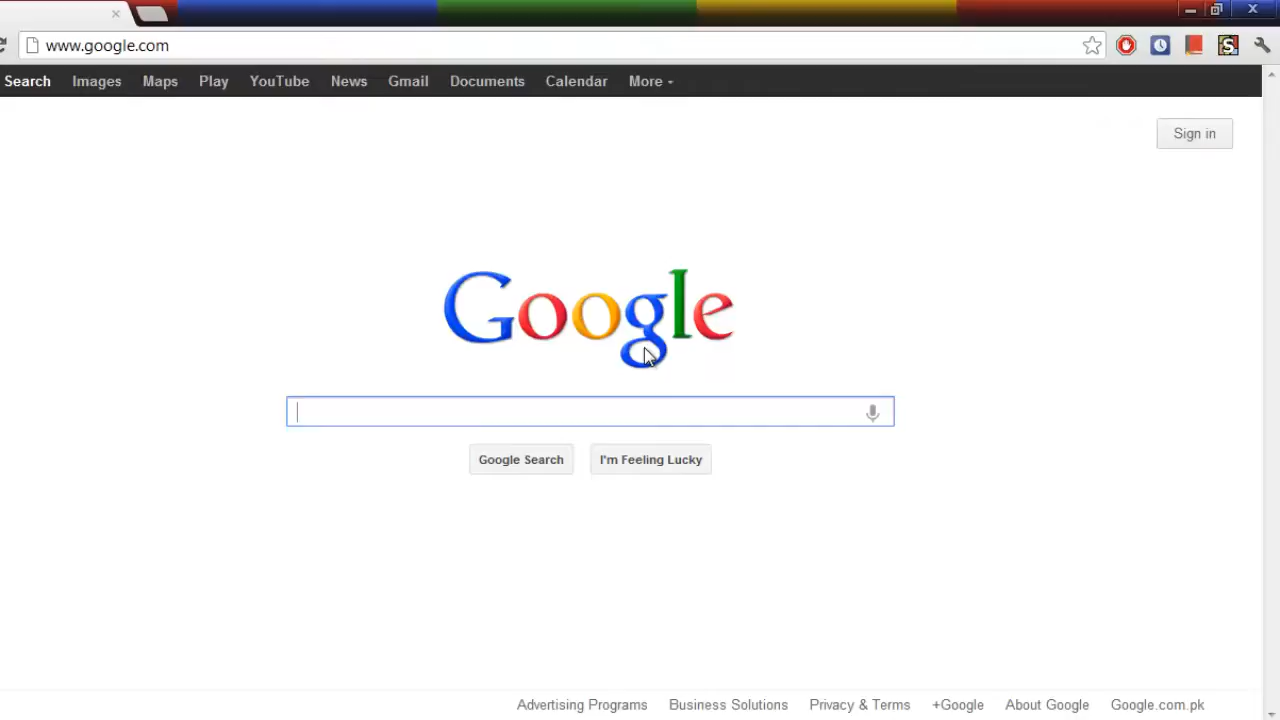 www.google.com
Search Images Maps Play YouTube News Gmail Documents Calendar More
Sign in
Google
Google Search I'm Feeling Lucky
Advertising Programs Business Solutions Privacy & Terms +Google About Google Google.com.pk